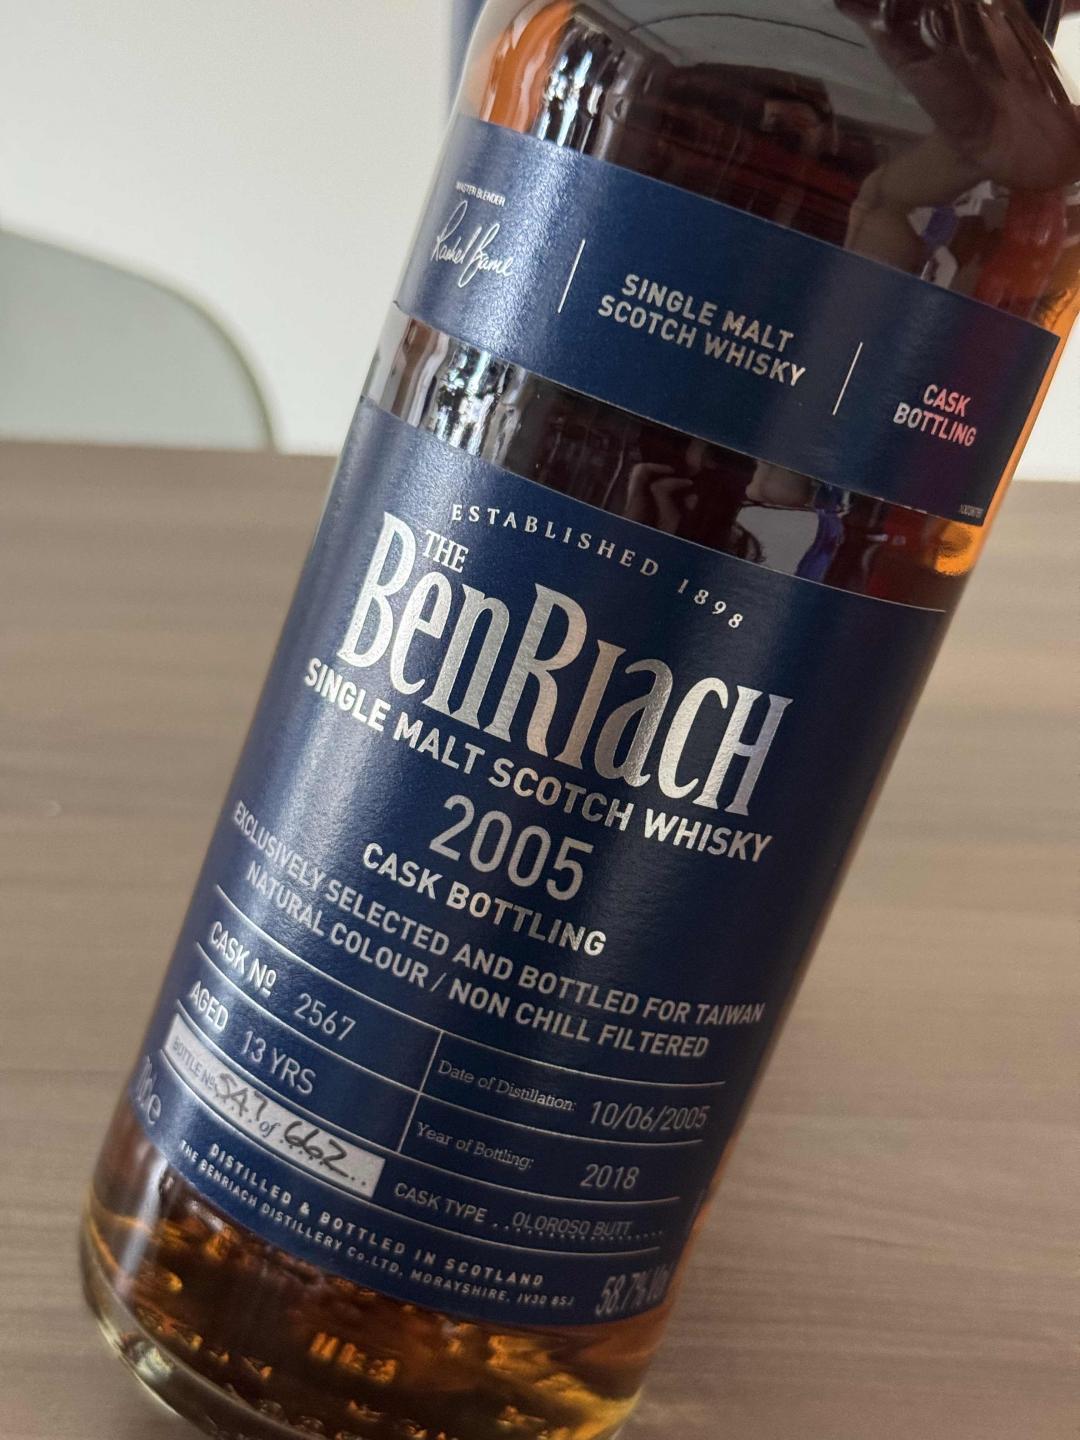 MASTER BLENDER
SINGLE MALT
SCOTCH WHISKY
CASK
BOTTLING
ESTABLISHED 1898
THE
BENRIACH
SINGLE MALT SCOTCH WHISKY
2005
CASK BOTTLING
EXCLUSIVELY SELECTED AND BOTTLED FOR TAIWAN
NATURAL COLOUR / NON CHILL FILTERED
CASK Nº 2567
AGED 13 YRS
BOTTLE Nº 547 of 662
Date of Distillation: 10/06/2005
Year of Bottling: 2018
CASK TYPE ..OLOROSO BUTT....
DISTILLED & BOTTLED IN SCOTLAND
THE BENRIACH DISTILLERY Co.LTD, MORAYSHIRE, IV30 8SJ
58.7%